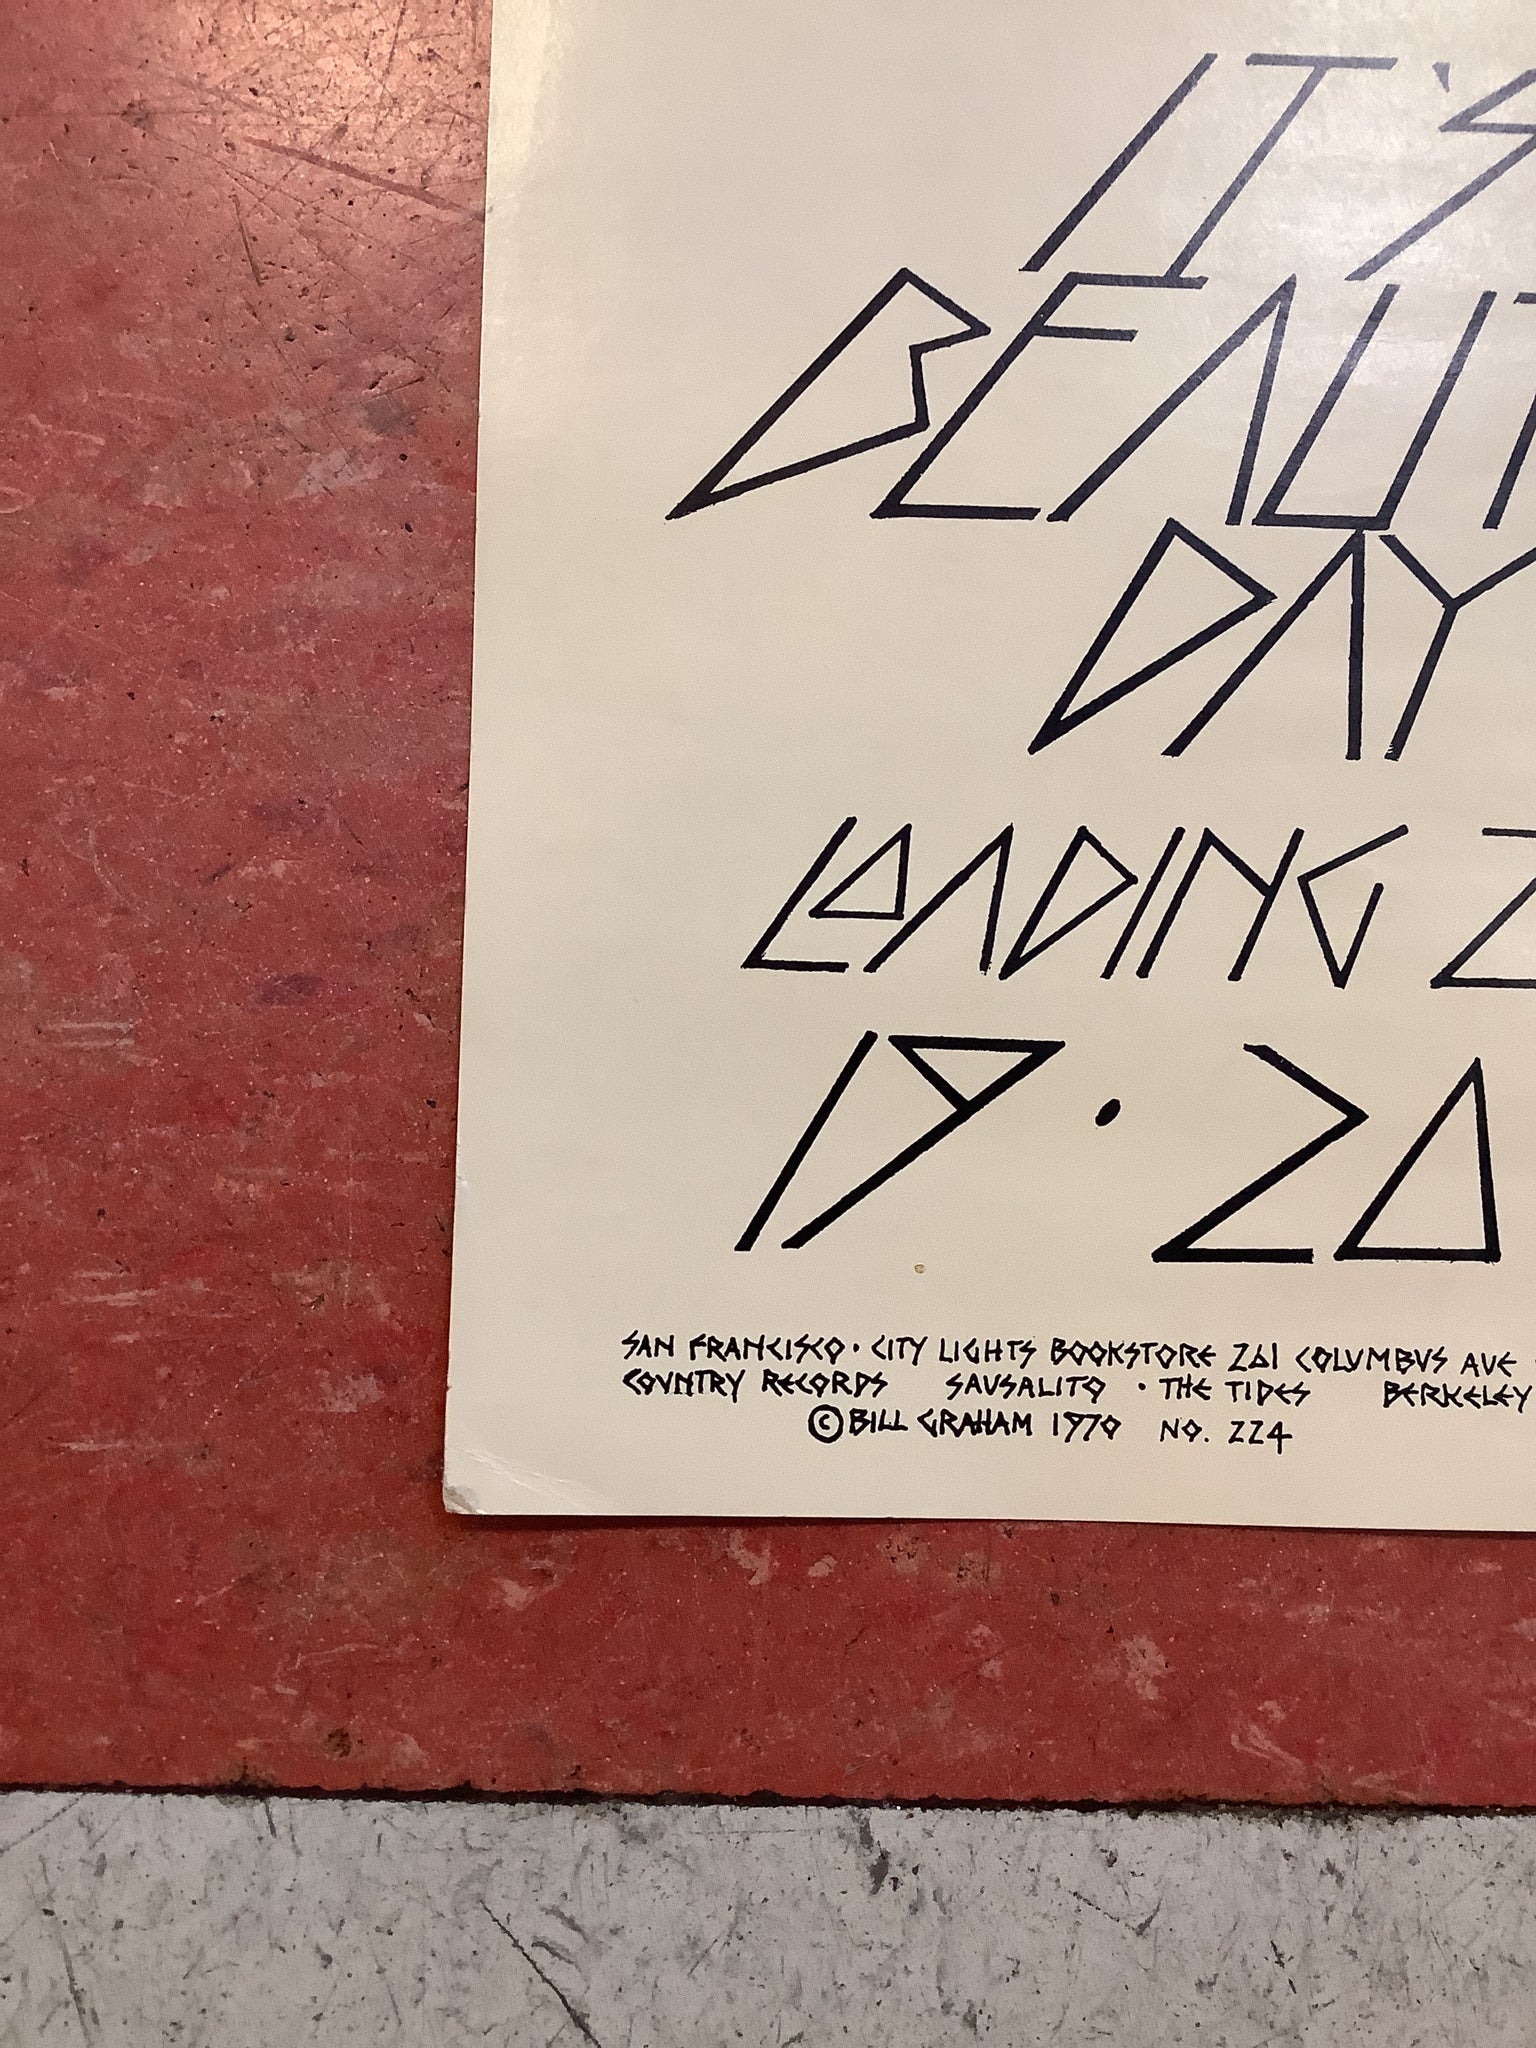 IT'S
BEAUT
DAY
LOADING Z
19 · 20
SAN FRANCISCO · CITY LIGHTS BOOKSTORE 261 COLUMBUS AVE
COUNTRY RECORDS SAUSALITO · THE TIDES BERKELEY
© BILL GRAHAM 1970 NO. 224